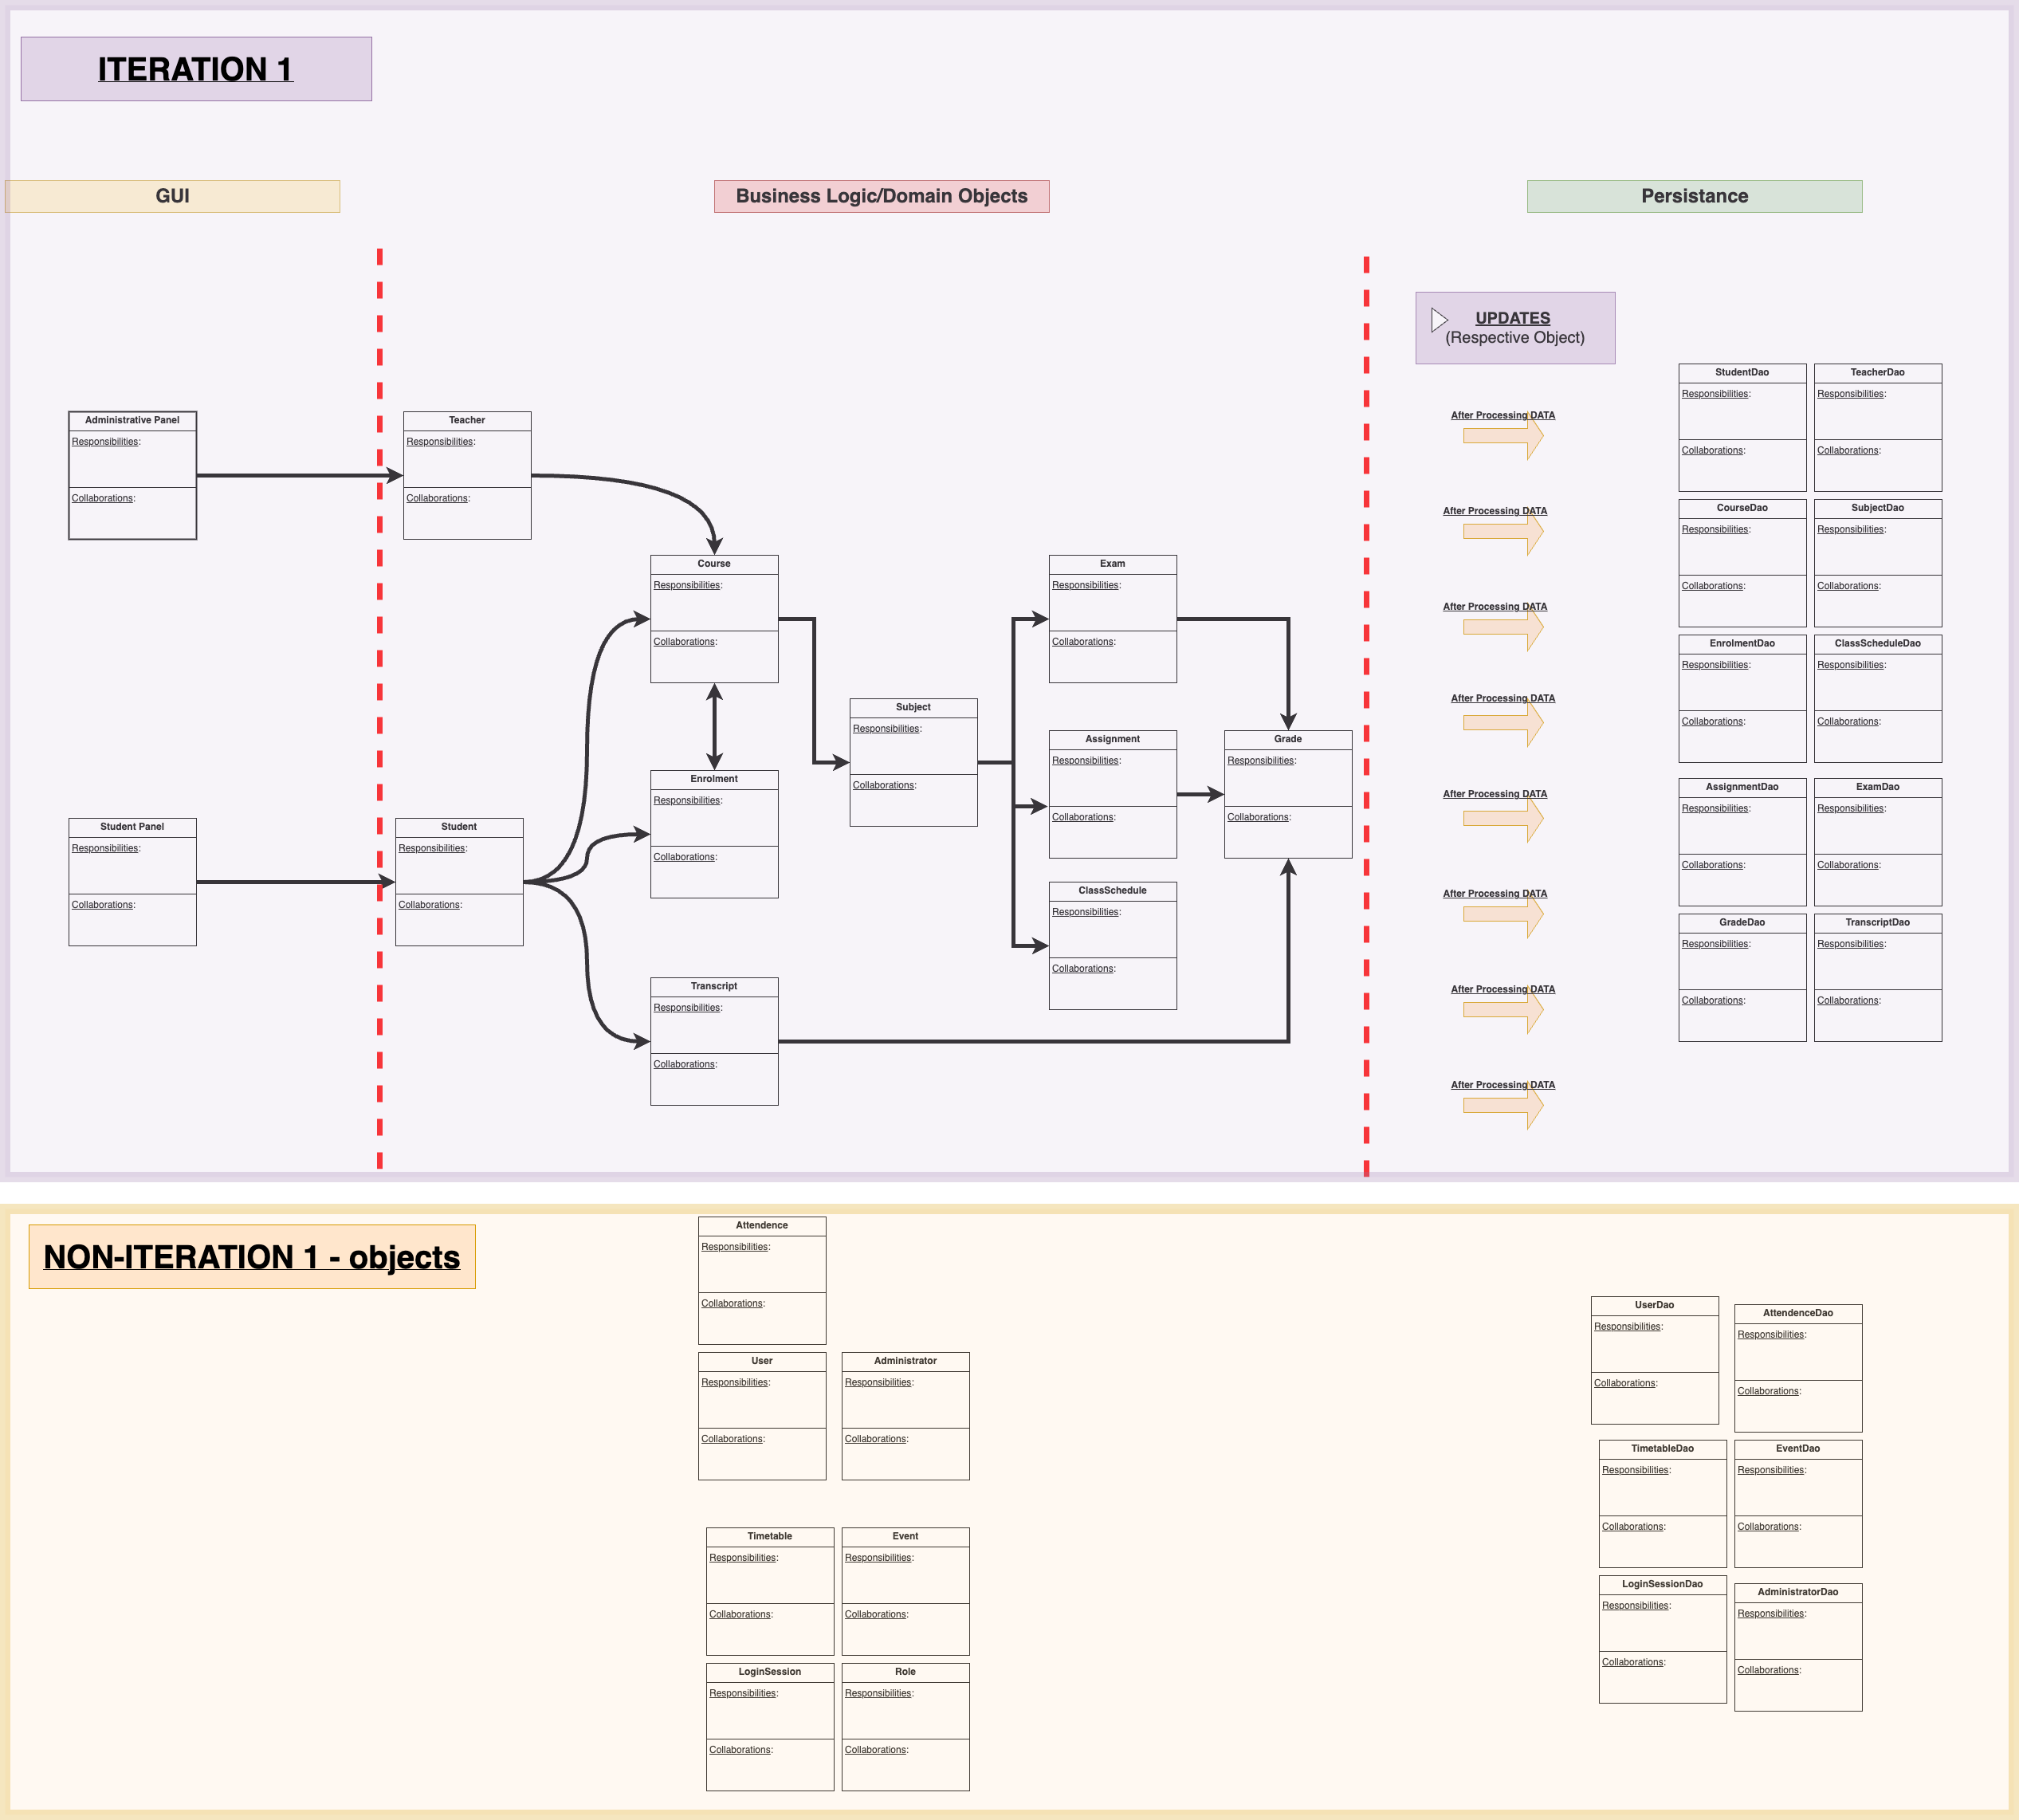 ITERATION 1
GUI
Business Logic/Domain Objects
Persistance
UPDATES
(Respective Object)
Administrative Panel
Responsibilities:
Collaborations:
Teacher
Responsibilities:
Collaborations:
Student Panel
Responsibilities:
Collaborations:
Student
Responsibilities:
Collaborations:
Course
Responsibilities:
Collaborations:
Enrolment
Responsibilities:
Collaborations:
Transcript
Responsibilities:
Collaborations:
Subject
Responsibilities:
Collaborations:
Exam
Responsibilities:
Collaborations:
Assignment
Responsibilities:
Collaborations:
ClassSchedule
Responsibilities:
Collaborations:
Grade
Responsibilities:
Collaborations:
After Processing DATA
After Processing DATA
After Processing DATA
After Processing DATA
After Processing DATA
After Processing DATA
After Processing DATA
After Processing DATA
StudentDao
Responsibilities:
Collaborations:
TeacherDao
Responsibilities:
Collaborations:
CourseDao
Responsibilities:
Collaborations:
SubjectDao
Responsibilities:
Collaborations:
EnrolmentDao
Responsibilities:
Collaborations:
ClassScheduleDao
Responsibilities:
Collaborations:
AssignmentDao
Responsibilities:
Collaborations:
ExamDao
Responsibilities:
Collaborations:
GradeDao
Responsibilities:
Collaborations:
TranscriptDao
Responsibilities:
Collaborations:
NON-ITERATION 1 - objects
Attendence
Responsibilities:
Collaborations:
User
Responsibilities:
Collaborations:
Administrator
Responsibilities:
Collaborations:
Timetable
Responsibilities:
Collaborations:
Event
Responsibilities:
Collaborations:
LoginSession
Responsibilities:
Collaborations:
Role
Responsibilities:
Collaborations:
UserDao
Responsibilities:
Collaborations:
AttendenceDao
Responsibilities:
Collaborations:
TimetableDao
Responsibilities:
Collaborations:
EventDao
Responsibilities:
Collaborations:
LoginSessionDao
Responsibilities:
Collaborations:
AdministratorDao
Responsibilities:
Collaborations: